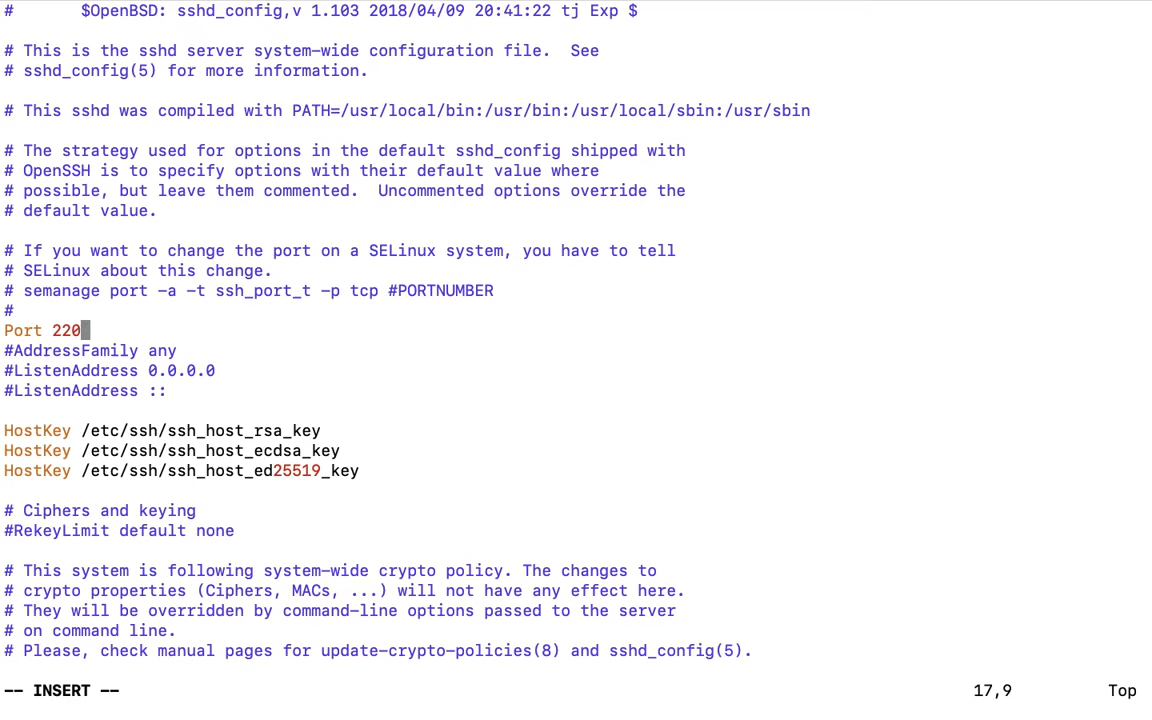 #       $OpenBSD: sshd_config,v 1.103 2018/04/09 20:41:22 tj Exp $
# This is the sshd server system-wide configuration file.  See
# sshd_config(5) for more information.
# This sshd was compiled with PATH=/usr/local/bin:/usr/bin:/usr/local/sbin:/usr/sbin
# The strategy used for options in the default sshd_config shipped with
# OpenSSH is to specify options with their default value where
# possible, but leave them commented.  Uncommented options override the
# default value.
# If you want to change the port on a SELinux system, you have to tell
# SELinux about this change.
# semanage port -a -t ssh_port_t -p tcp #PORTNUMBER
#
Port 220
#AddressFamily any
#ListenAddress 0.0.0.0
#ListenAddress ::
HostKey /etc/ssh/ssh_host_rsa_key
HostKey /etc/ssh/ssh_host_ecdsa_key
HostKey /etc/ssh/ssh_host_ed25519_key
# Ciphers and keying
#RekeyLimit default none
# This system is following system-wide crypto policy. The changes to
# crypto properties (Ciphers, MACs, ...) will not have any effect here.
# They will be overridden by command-line options passed to the server
# on command line.
# Please, check manual pages for update-crypto-policies(8) and sshd_config(5).
-- INSERT --                                                                                         17,9          Top